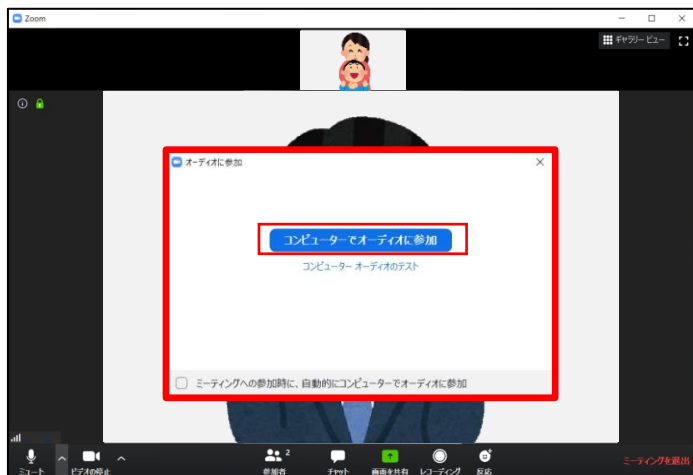 Zoom
ギャラリー ビュー
オーディオに参加
コンピューターでオーディオに参加
コンピューター オーディオのテスト
ミーティングへの参加時に、自動的にコンピューターでオーディオに参加
ミュート
ビデオの停止
2
参加者
チャット
画面を共有
レコーディング
反応
ミーティングを退出